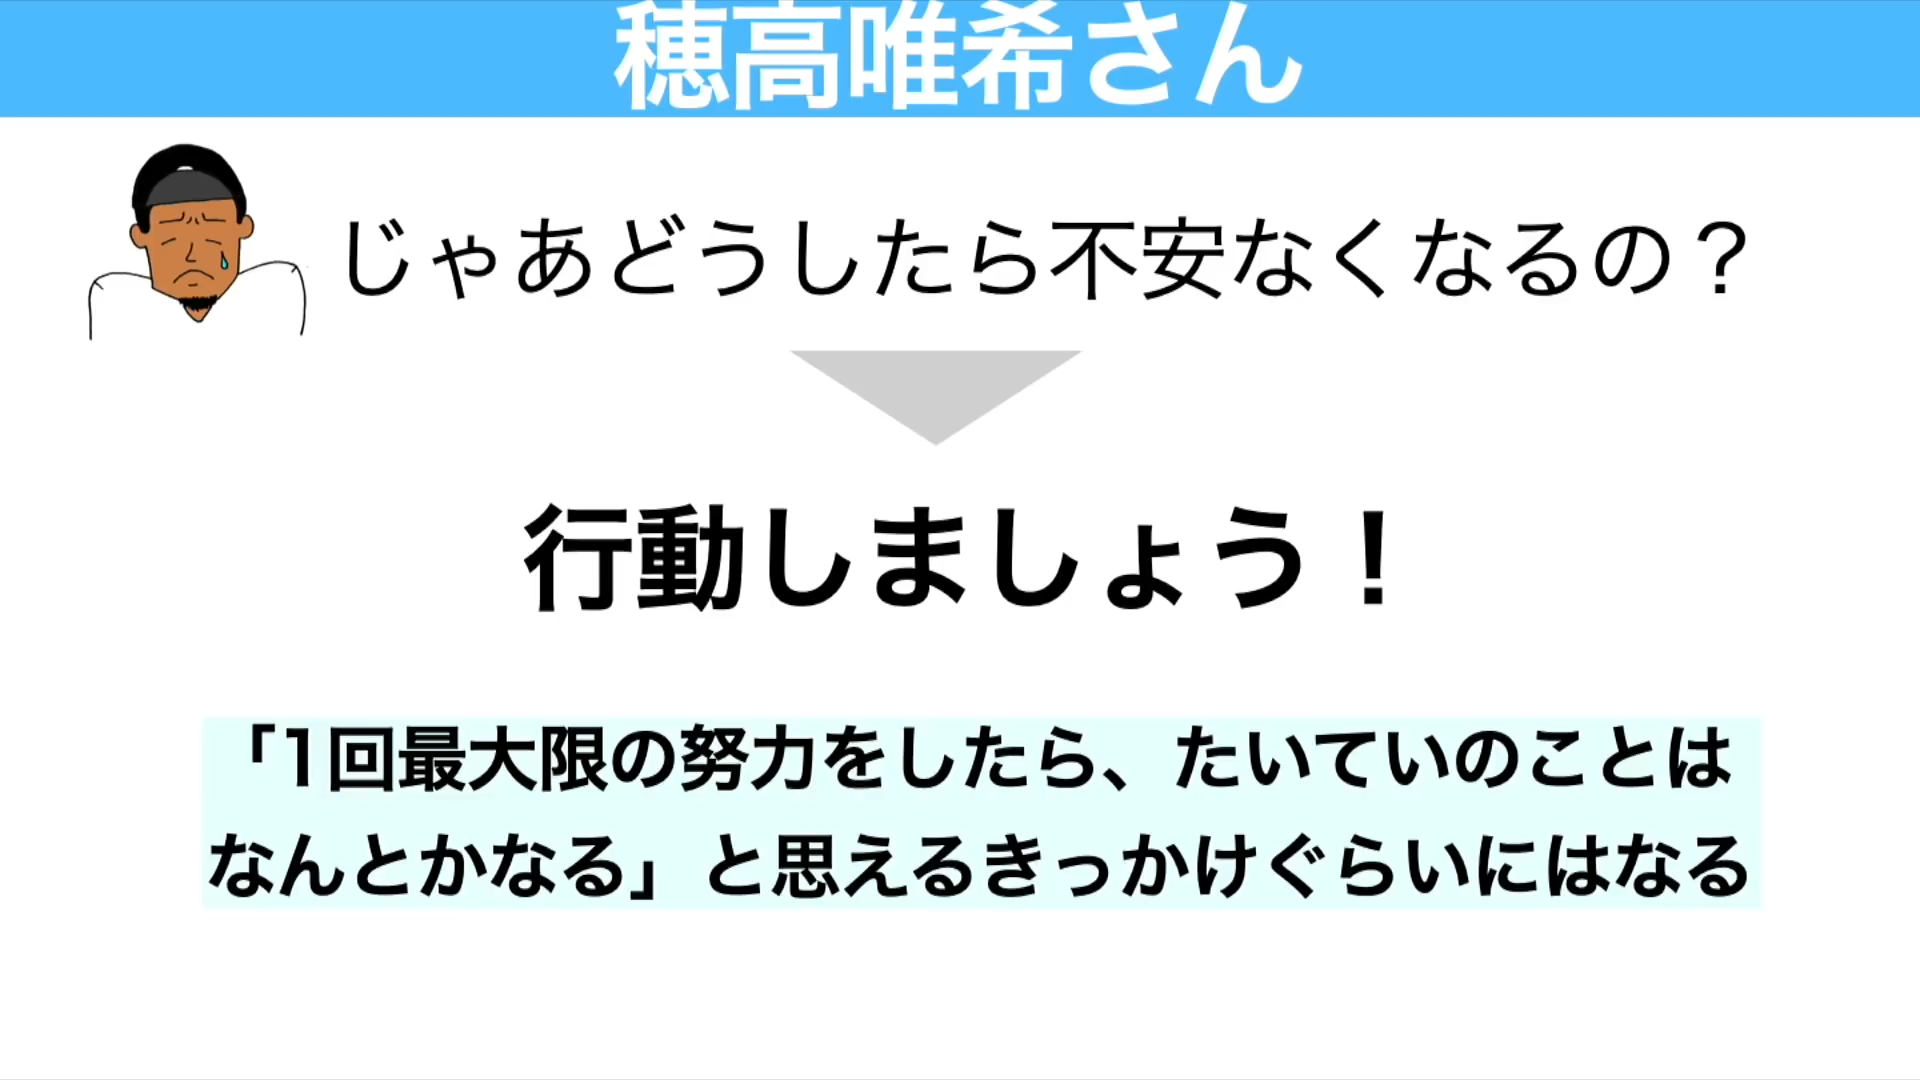 穂高唯希さん
じゃあどうしたら不安なくなるの？
行動しましょう！
「1回最大限の努力をしたら、たいていのことは
なんとかなる」と思えるきっかけぐらいにはなる